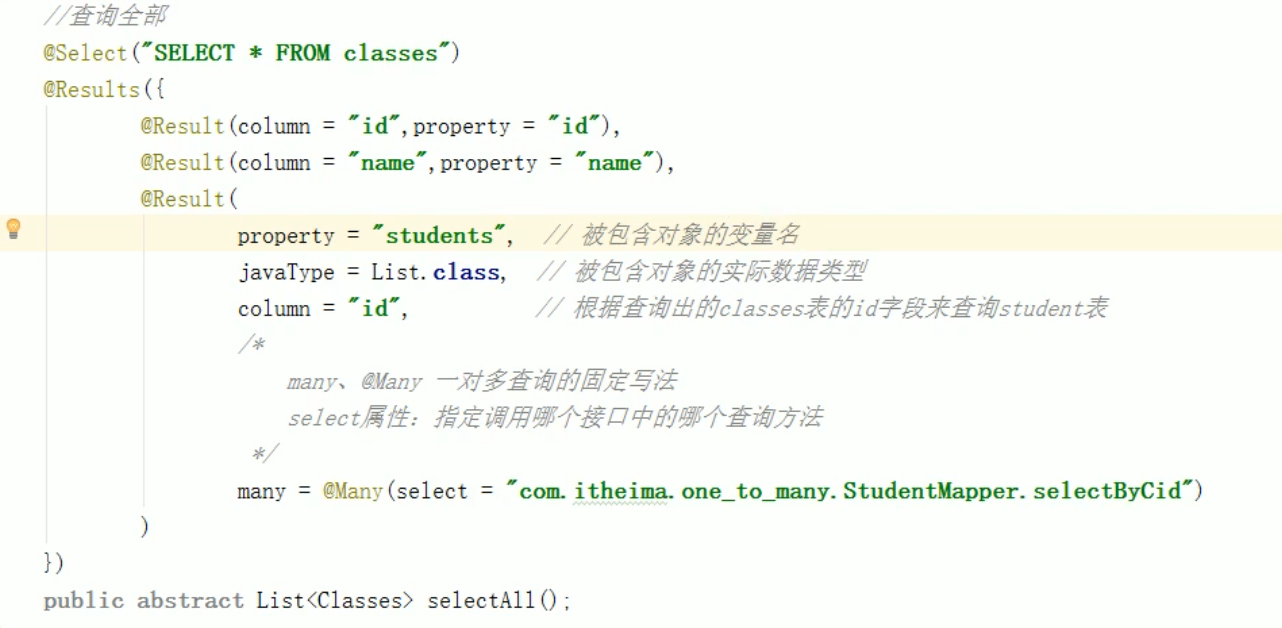 //查询全部
@Select("SELECT * FROM classes")
@Results({
@Result(column = "id",property = "id"),
@Result(column = "name",property = "name"),
@Result(
property = "students",  // 被包含对象的变量名
javaType = List.class,  // 被包含对象的实际数据类型
column = "id",          // 根据查询出的classes表的id字段来查询student表
/*
many、@Many 一对多查询的固定写法
select属性：指定调用哪个接口中的哪个查询方法
*/
many = @Many(select = "com.itheima.one_to_many.StudentMapper.selectByCid")
)
})
public abstract List<Classes> selectAll();